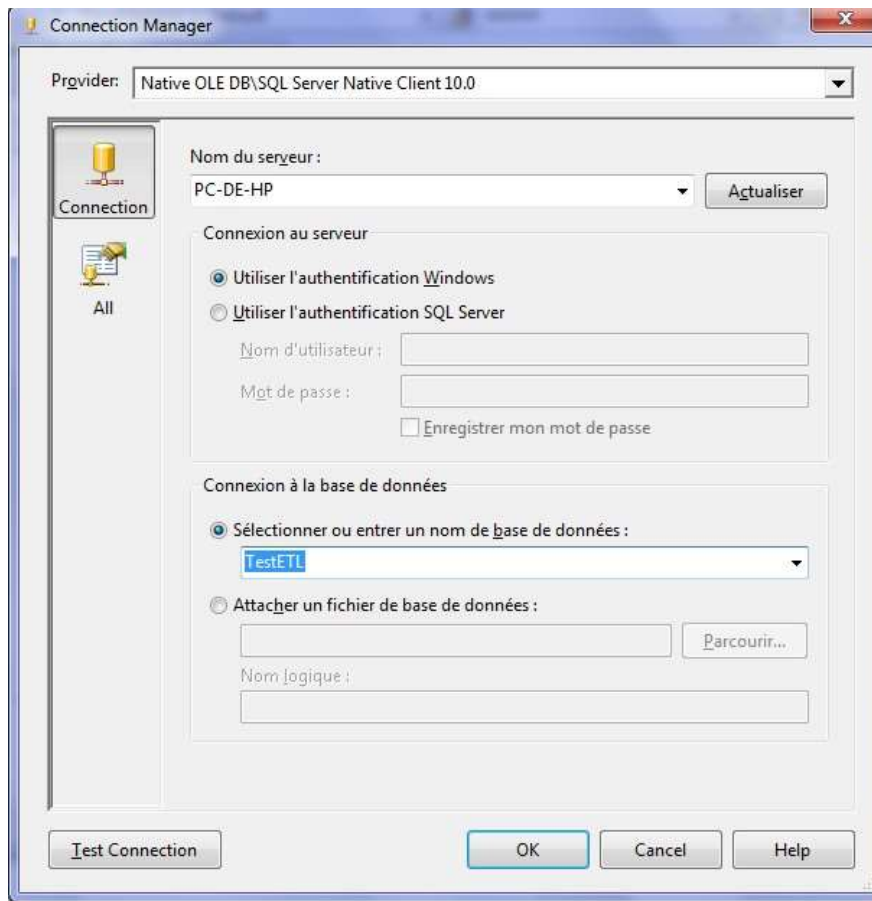 Connection Manager
Provider: Native OLE DB\SQL Server Native Client 10.0
Connection
All
Nom du serveur :
PC-DE-HP Actualiser
Connexion au serveur
Utiliser l'authentification Windows
Utiliser l'authentification SQL Server
Nom d'utilisateur :
Mot de passe :
Enregistrer mon mot de passe
Connexion à la base de données
Sélectionner ou entrer un nom de base de données :
TestETL
Attacher un fichier de base de données :
Parcourir...
Nom logique :
Test Connection OK Cancel Help